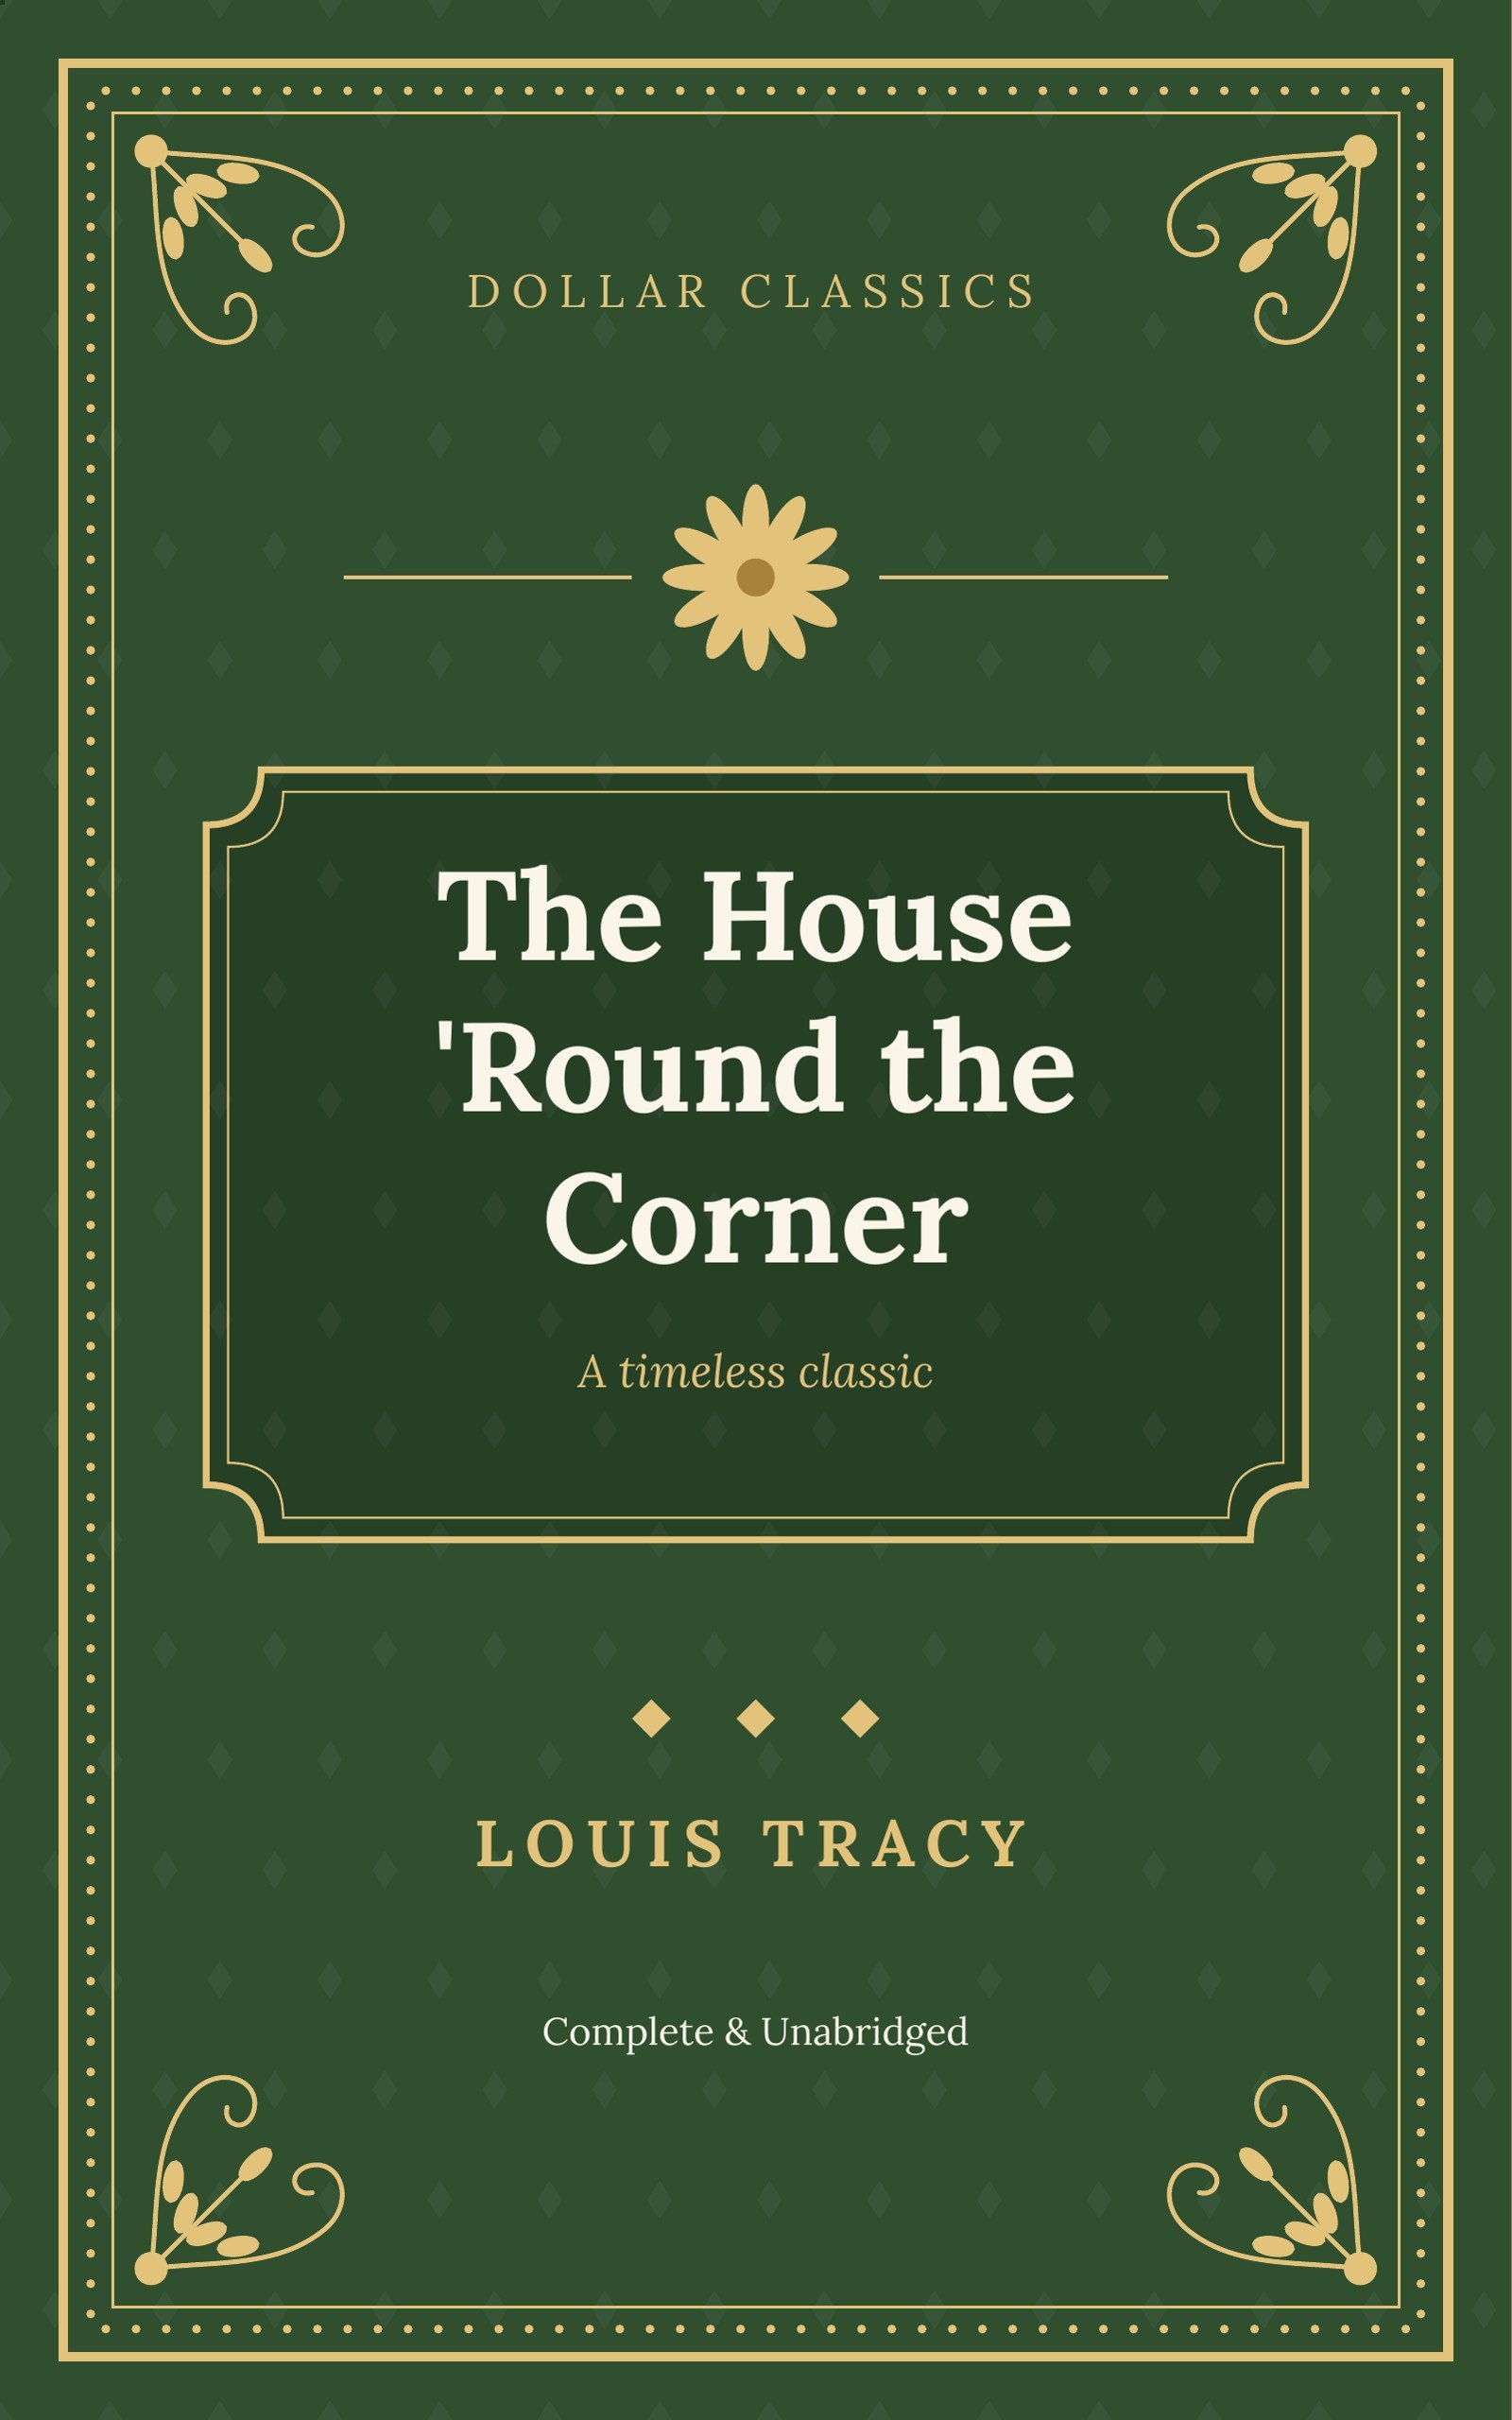 DOLLAR CLASSICS
The House
'Round the
Corner
A timeless classic
LOUIS TRACY
Complete & Unabridged